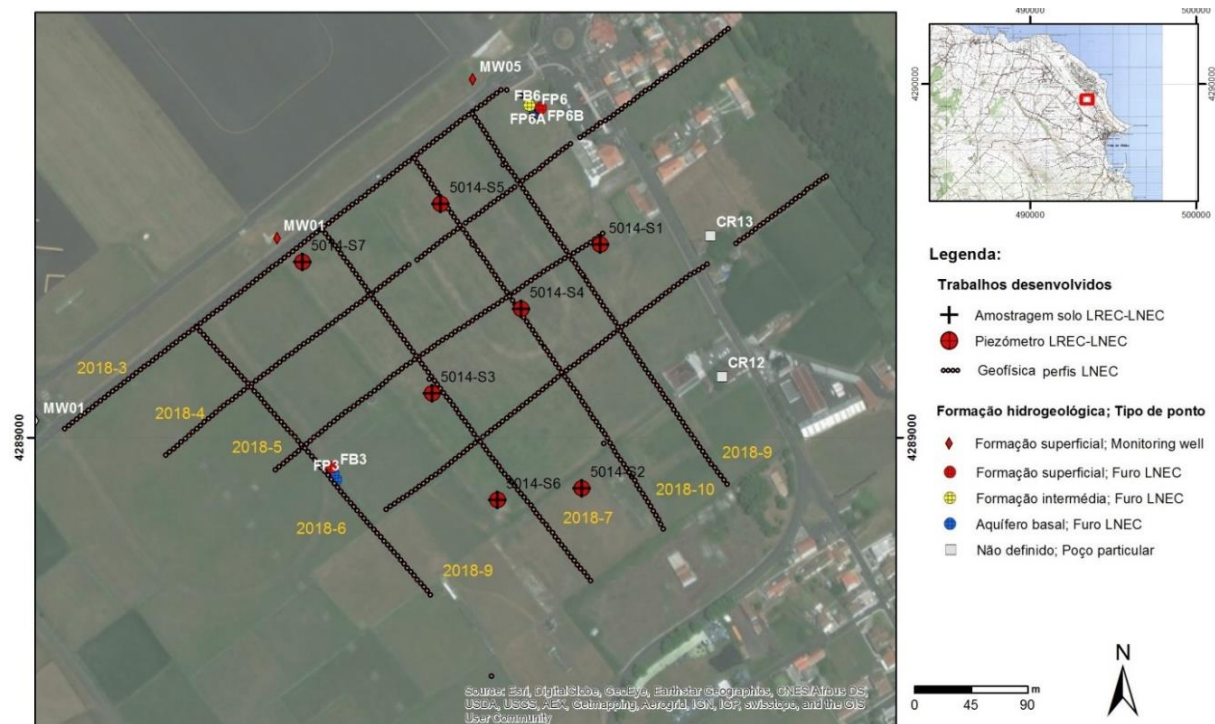 MW05
FB6 FP6
FP6A FP6B
5014-S5
MW01
5014-S7
5014-S1
CR13
5014-S4
2018-3
5014-S3
CR12
MW01
2018-4
2018-5
FP3 FB3
2018-9
5014-S2
5014-S6
2018-10
2018-7
2018-6
2018-9
4289000
4289000
Source: Esri, DigitalGlobe, GeoEye, Earthstar Geographics, CNES/Airbus DS,
USDA, USGS, AEX, Getmapping, Aerogrid, IGN, IGP, swisstopo, and the GIS
User Community
490000
500000
4290000
4290000
490000
500000
Legenda:
Trabalhos desenvolvidos
Amostragem solo LREC-LNEC
Piezómetro LREC-LNEC
Geofísica perfis LNEC
Formação hidrogeológica; Tipo de ponto
Formação superficial; Monitoring well
Formação superficial; Furo LNEC
Formação intermédia; Furo LNEC
Aquífero basal; Furo LNEC
Não definido; Poço particular
N
0 45 90 m